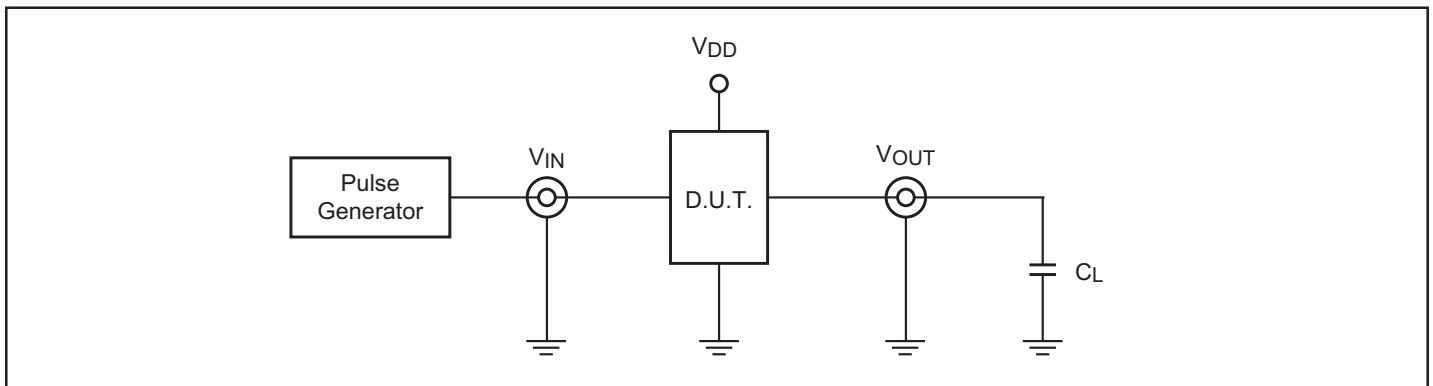 VDD
Pulse
Generator
VIN
D.U.T.
VOUT
CL